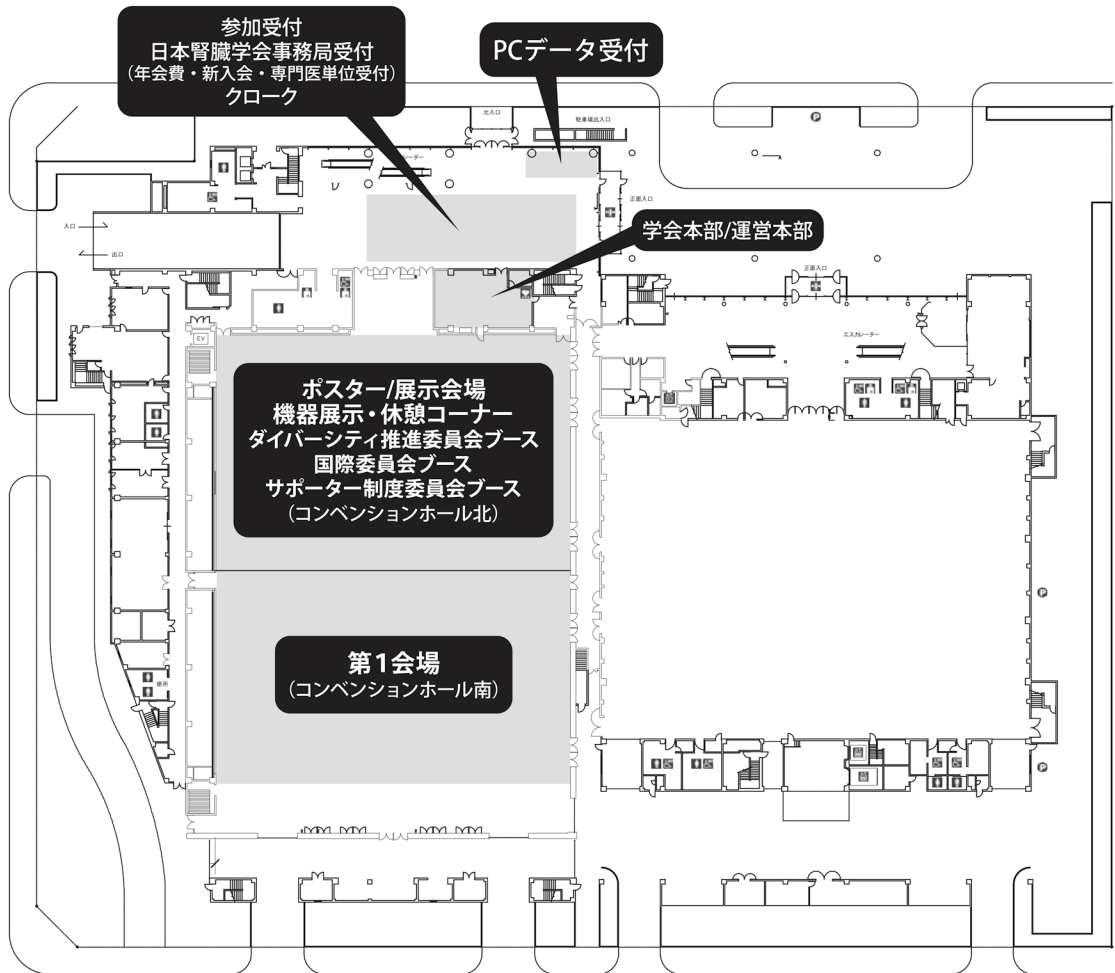 参加受付
日本腎臓学会事務局受付
(年会費・新入会・専門医単位受付)
クローク
PCデータ受付
北入口
駐車場出入口
P
正面入口
学会本部/運営本部
入口
出口
正面入口
エスカレーター
EV
ポスター/展示会場
機器展示・休憩コーナー
ダイバーシティ推進委員会ブース
国際委員会ブース
サポーター制度委員会ブース
(コンベンションホール北)
P
第1会場
(コンベンションホール南)
便所
P